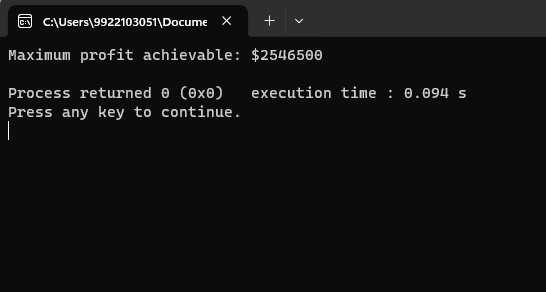 C:\Users\9922103051\Docume
Maximum profit achievable: $2546500
Process returned 0 (0x0)   execution time : 0.094 s
Press any key to continue.